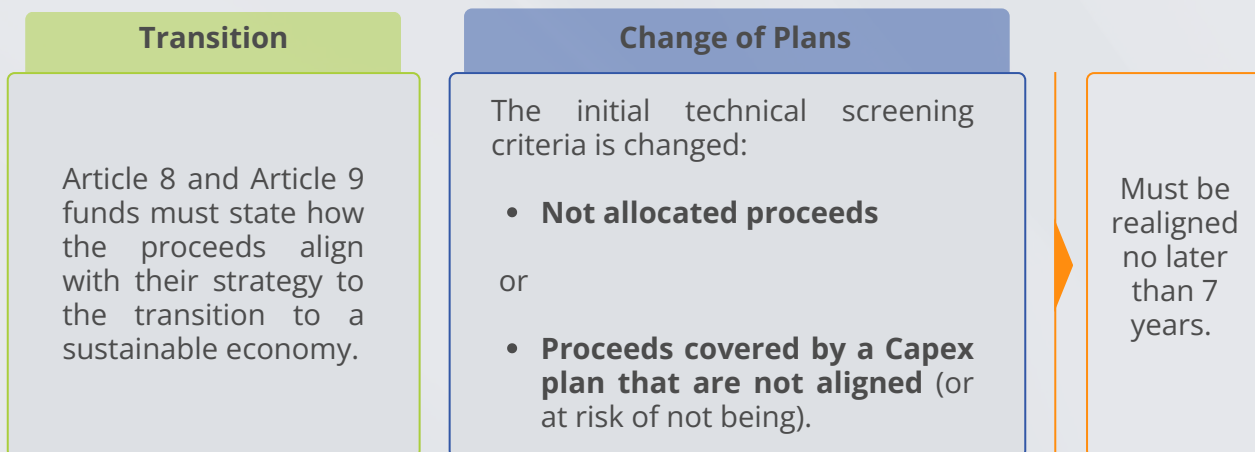 Transition
Article 8 and Article 9
funds must state how
the proceeds align
with their strategy to
the transition to a
sustainable economy.
Change of Plans
The initial technical screening
criteria is changed:
• Not allocated proceeds
or
• Proceeds covered by a Capex
plan that are not aligned (or
at risk of not being).
Must be
realigned
no later
than 7
years.